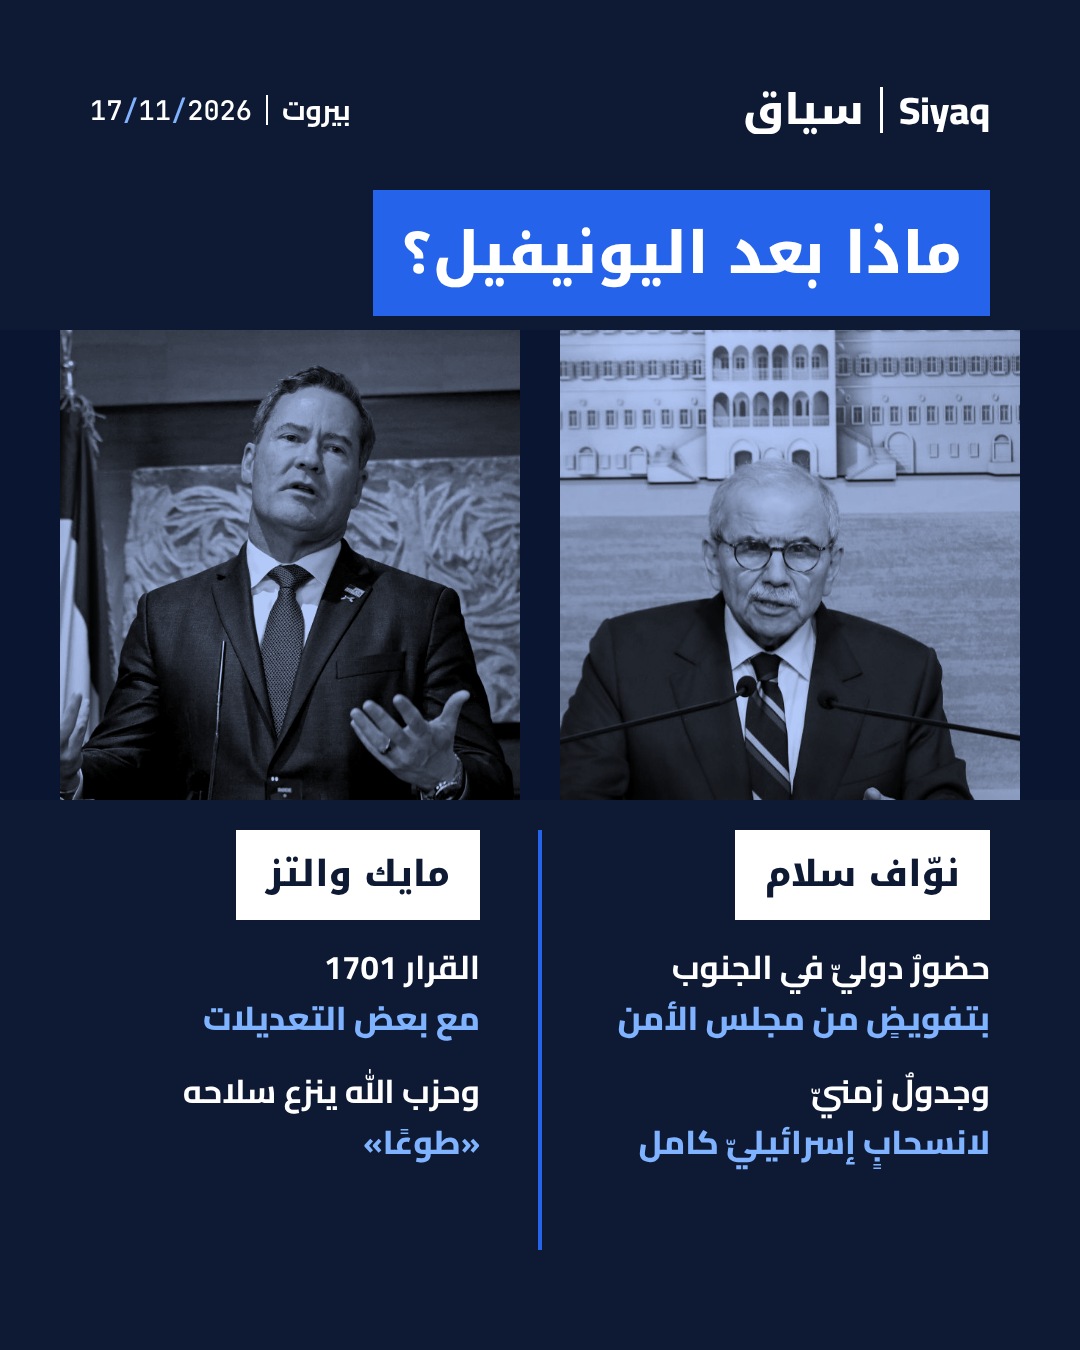 Siyaq | سياق
بيروت | 17/11/2026
ماذا بعد اليونيفيل؟
نوّاف سلام
حضورٌ دوليّ في الجنوب
بتفويضٍ من مجلس الأمن
وجدولٌ زمنيّ
لانسحابٍ إسرائيليّ كامل
مايك والتز
القرار 1701
مع بعض التعديلات
وحزب الله ينزع سلاحه
«طوعًا»